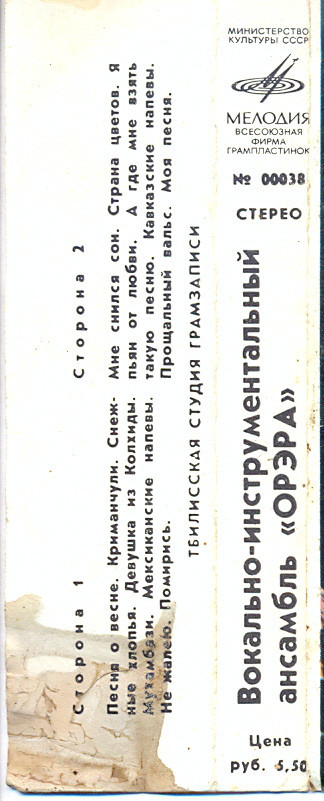 МИНИСТЕРСТВО
КУЛЬТУРЫ СССР
МЕЛОДИЯ
ВСЕСОЮЗНАЯ
ФИРМА
ГРАМПЛАСТИНОК
№ 00038
СТЕРЕО
Вокально-инструментальный
ансамбль «ОРЭРА»
Цена
руб. 5,50
ТБИЛИССКАЯ СТУДИЯ ГРАМЗАПИСИ
Сторона 1
Песня о весне. Криманчули. Снеж-
ные хлопья. Девушка из Колхиды.
Мухамбази. Мексиканские напевы.
Не жалею. Помирись.
Сторона 2
Мне снился сон. Страна цветов. Я
пьян от любви. А где мне взять
такую песню. Кавказские напевы.
Прощальный вальс. Моя песня.